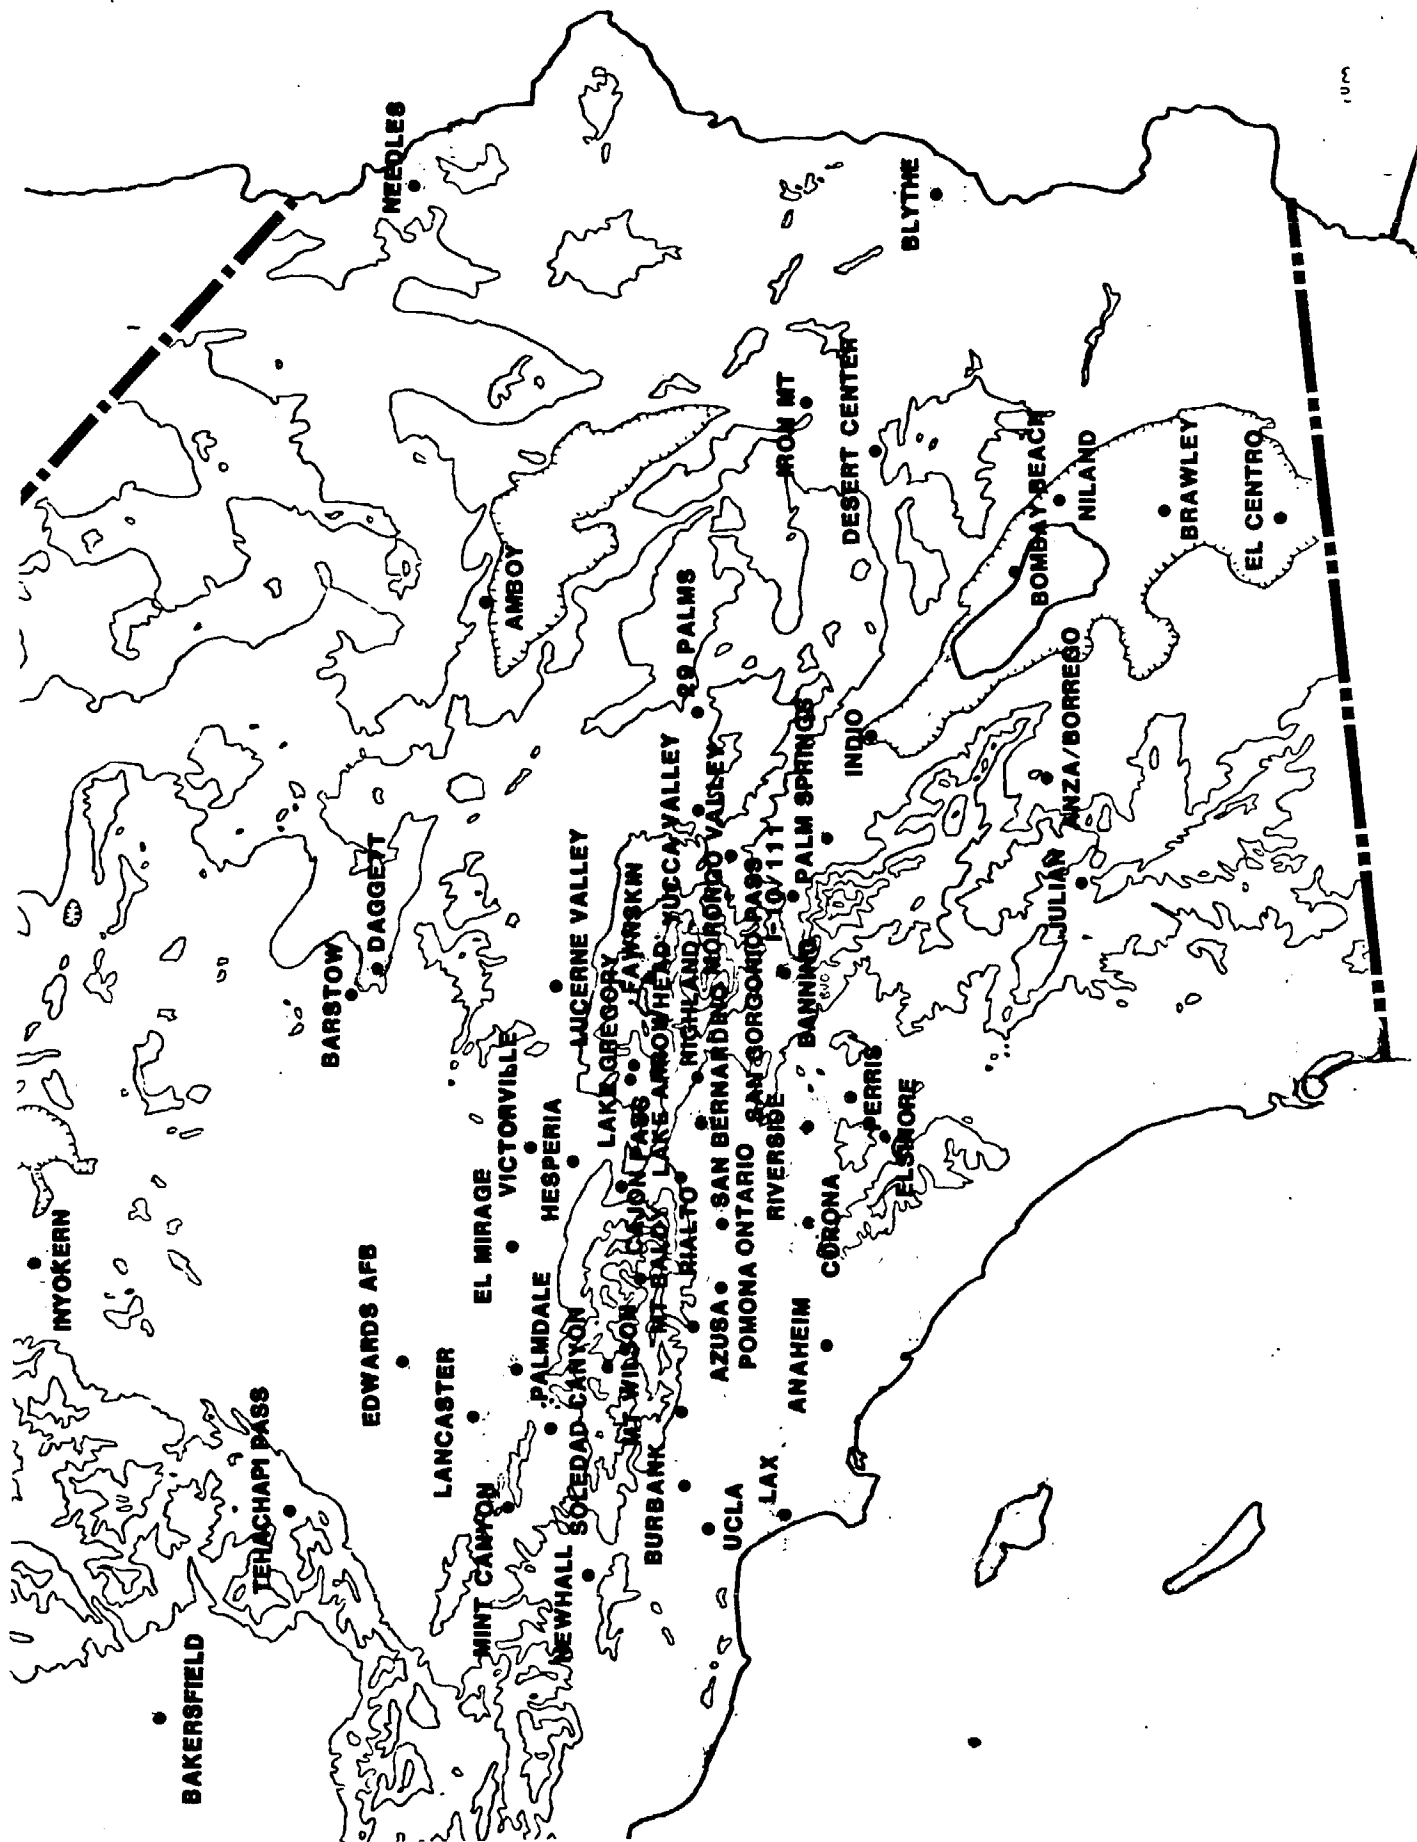 INYOKERN
BAKERSFIELD
TEHACHAPI PASS
BARSTOW
DAGGETT
NEEDLES
EDWARDS AFB
LANCASTER
EL MIRAGE
VICTORVILLE
HESPERIA
AMBOY
MINT CANYON
PALMDALE
LUCERNE VALLEY
NEWHALL
SOLEDAD CANYON
LAKE GREGORY
FAWNSKIN
MT WILSON
CAJON PASS
BURBANK
MT BALDY
LAKE ARROWHEAD
YUCCA VALLEY
29 PALMS
RIALTO
HIGHLAND
UCLA
AZUSA
SAN BERNARDINO
MORONGO VALLEY
POMONA
ONTARIO
SAN GORGONIO PASS
LAX
RIVERSIDE
I-10/111
IRON MT
ANAHEIM
BANNING
PALM SPRINGS
CORONA
PERRIS
INDIO
DESERT CENTER
ELSINORE
BLYTHE
BOMBAY BEACH
JULIAN
ANZA/BORREGO
NILAND
BRAWLEY
EL CENTRO